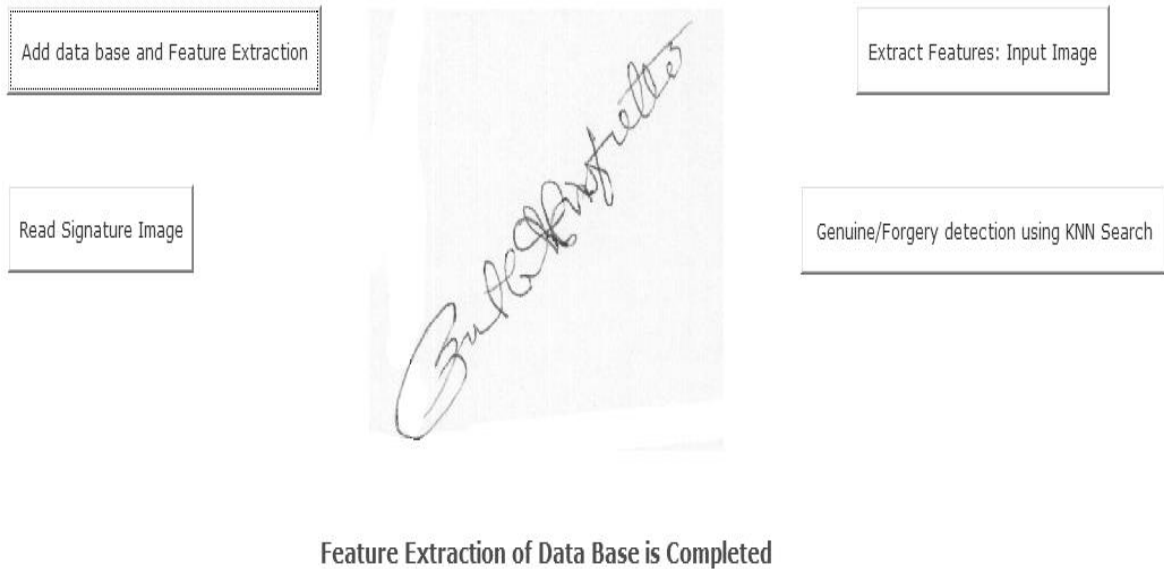 Add data base and Feature Extraction
Extract Features: Input Image
Read Signature Image
Genuine/Forgery detection using KNN Search
Feature Extraction of Data Base is Completed